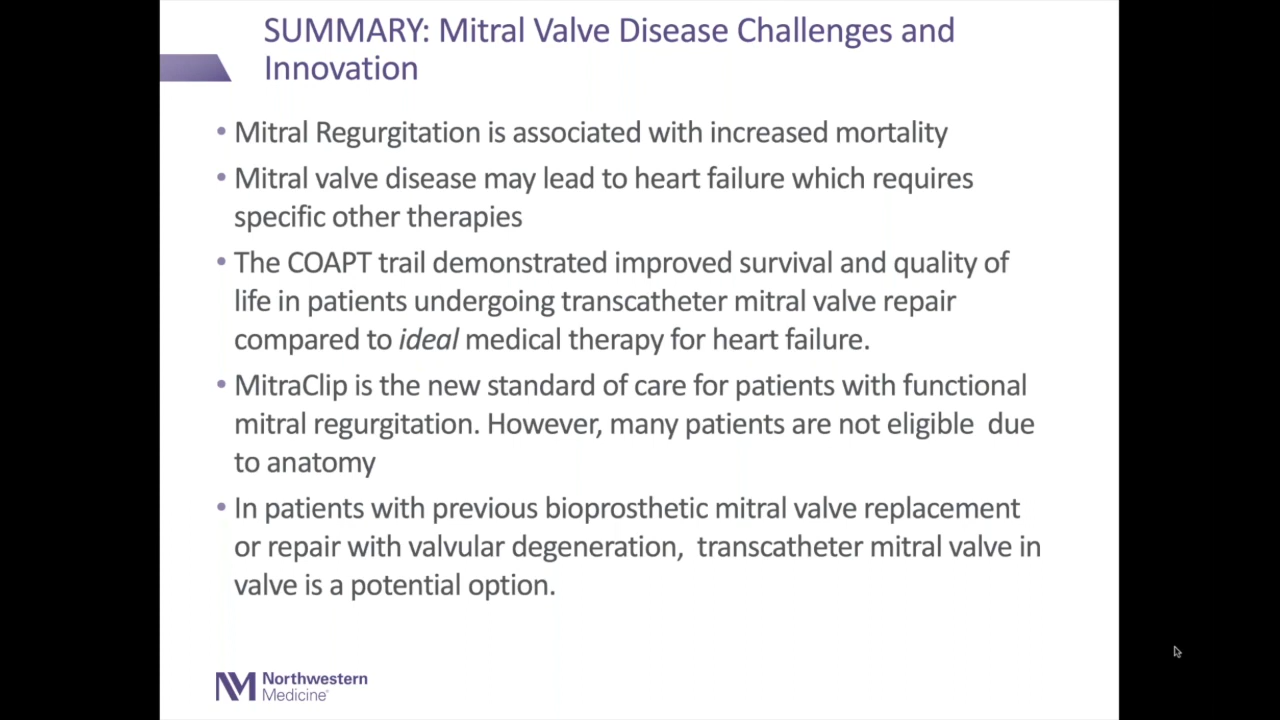 SUMMARY: Mitral Valve Disease Challenges and
Innovation
• Mitral Regurgitation is associated with increased mortality
• Mitral valve disease may lead to heart failure which requires
specific other therapies
• The COAPT trail demonstrated improved survival and quality of
life in patients undergoing transcatheter mitral valve repair
compared to ideal medical therapy for heart failure.
• MitraClip is the new standard of care for patients with functional
mitral regurgitation. However, many patients are not eligible  due
to anatomy
• In patients with previous bioprosthetic mitral valve replacement
or repair with valvular degeneration,  transcatheter mitral valve in
valve is a potential option.
NM Northwestern
Medicine®